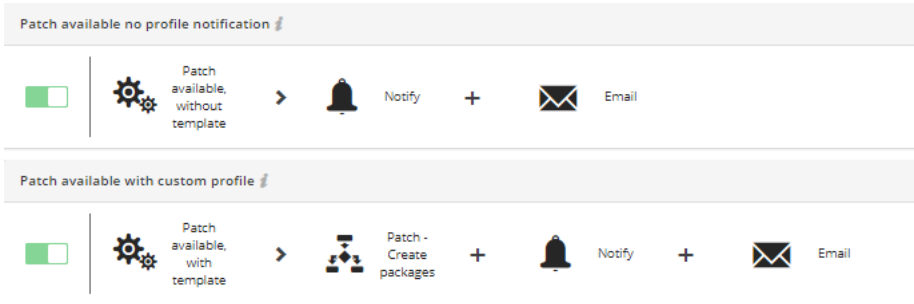 Patch available no profile notification i
Patch
available,
without
template
>
Notify
+
Email
Patch available with custom profile i
Patch
available,
with
template
>
Patch -
Create
packages
+
Notify
+
Email